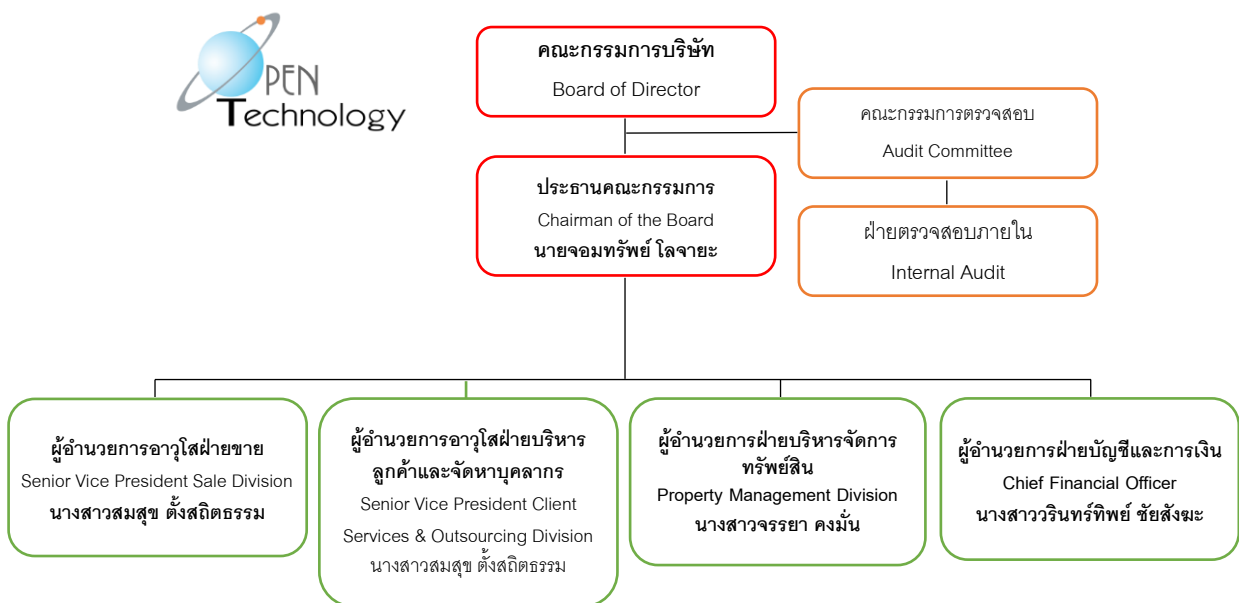 OPEN
Technology
คณะกรรมการบริษัท
Board of Director
คณะกรรมการตรวจสอบ
Audit Committee
ประธานคณะกรรมการ
Chairman of the Board
นายจอมทรัพย์ โลจายะ
ฝ่ายตรวจสอบภายใน
Internal Audit
ผู้อำนวยการอาวุโสฝ่ายขาย
Senior Vice President Sale Division
นางสาวสมสุข ตั้งสถิตธรรม
ผู้อำนวยการอาวุโสฝ่ายบริหาร
ลูกค้าและจัดหาบุคลากร
Senior Vice President Client
Services & Outsourcing Division
นางสาวสมสุข ตั้งสถิตธรรม
ผู้อำนวยการฝ่ายบริหารจัดการ
ทรัพย์สิน
Property Management Division
นางสาวจรรยา คงมั่น
ผู้อำนวยการฝ่ายบัญชีและการเงิน
Chief Financial Officer
นางสาววรินทร์ทิพย์ ชัยสังฆะ